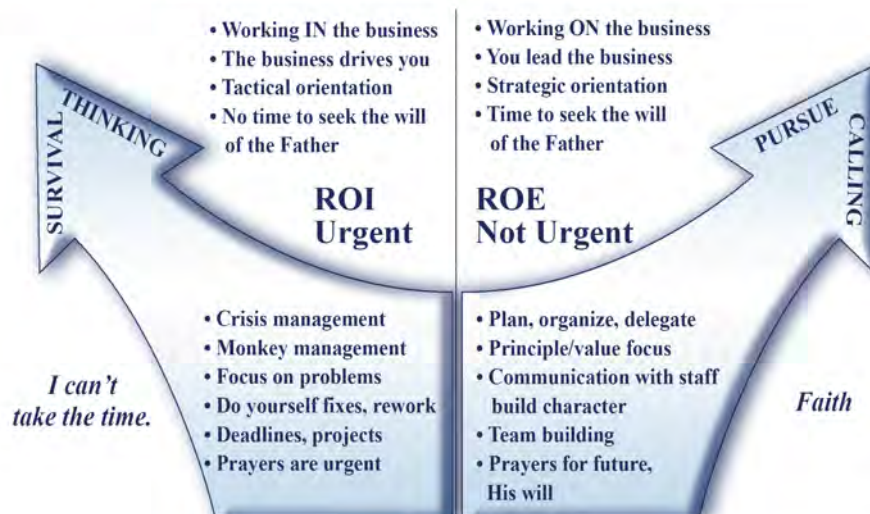 • Working IN the business
• The business drives you
• Tactical orientation
• No time to seek the will
of the Father
• Working ON the business
• You lead the business
• Strategic orientation
• Time to seek the will
of the Father
SURVIVAL
THINKING
ROI
Urgent
ROE
Not Urgent
PURSUE
CALLING
I can't
take the time.
• Crisis management
• Monkey management
• Focus on problems
• Do yourself fixes, rework
• Deadlines, projects
• Prayers are urgent
• Plan, organize, delegate
• Principle/value focus
• Communication with staff
build character
• Team building
• Prayers for future,
His will
Faith